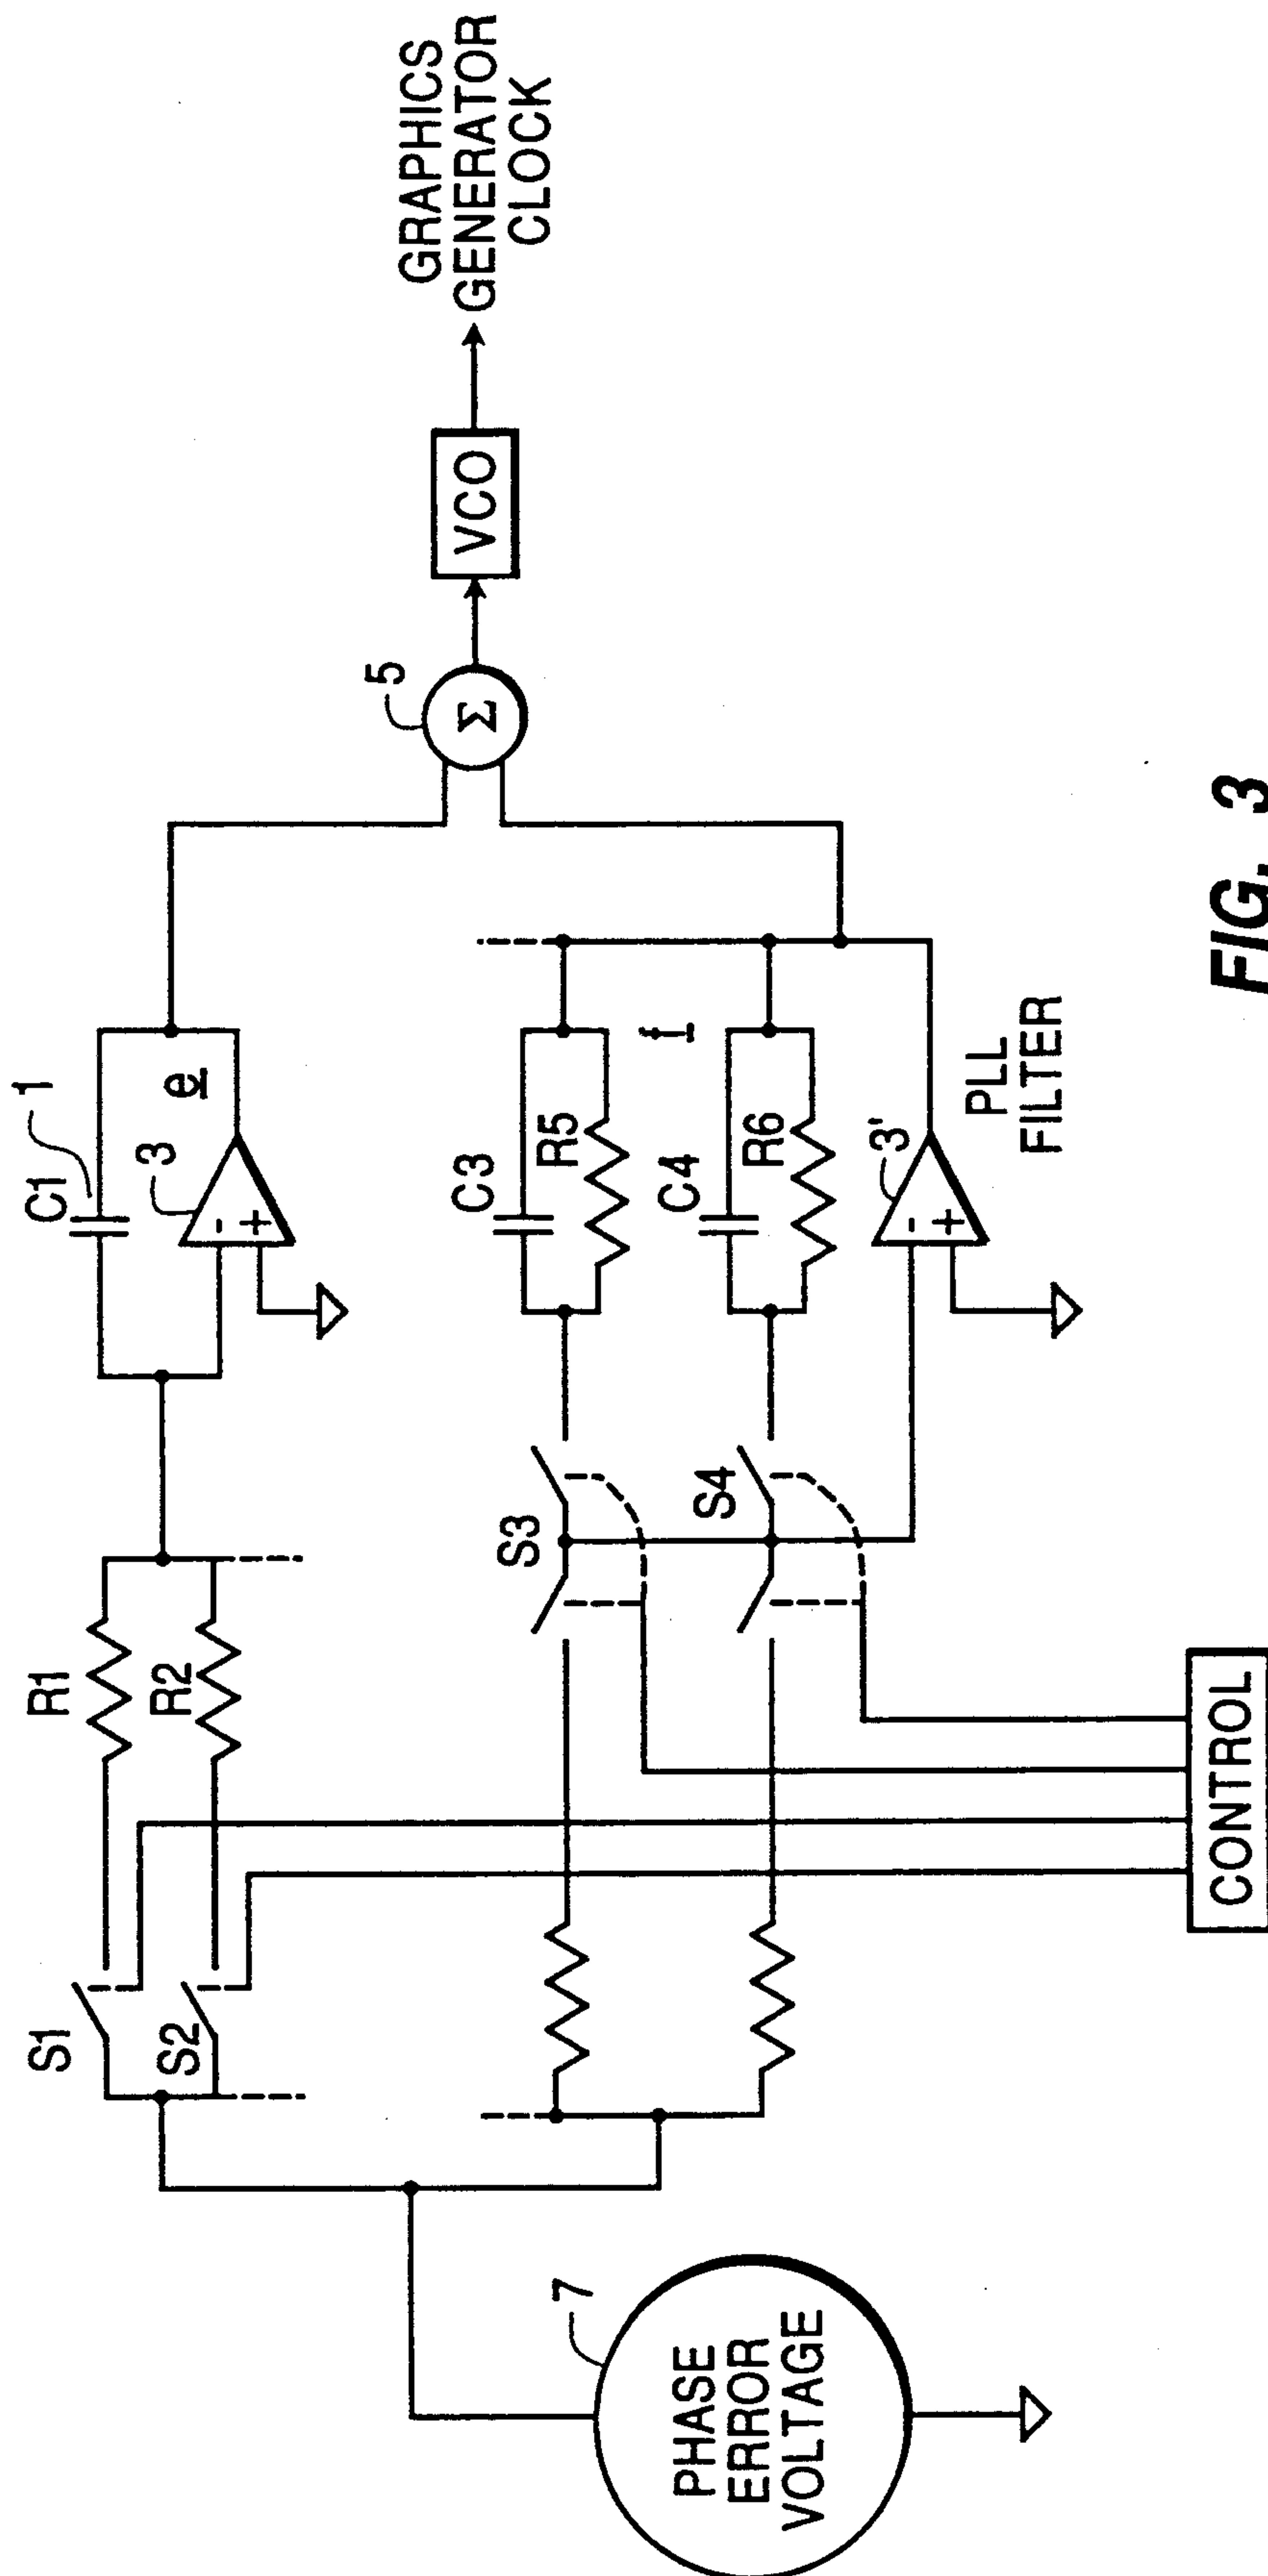 C1
1
e
3
-
+
R1
R2
S1
S2
5
Σ
VCO
GRAPHICS
GENERATOR
CLOCK
C3
R5
f
C4
R6
S3
S4
3'
-
+
PLL
FILTER
7
PHASE
ERROR
VOLTAGE
CONTROL
FIG. 3